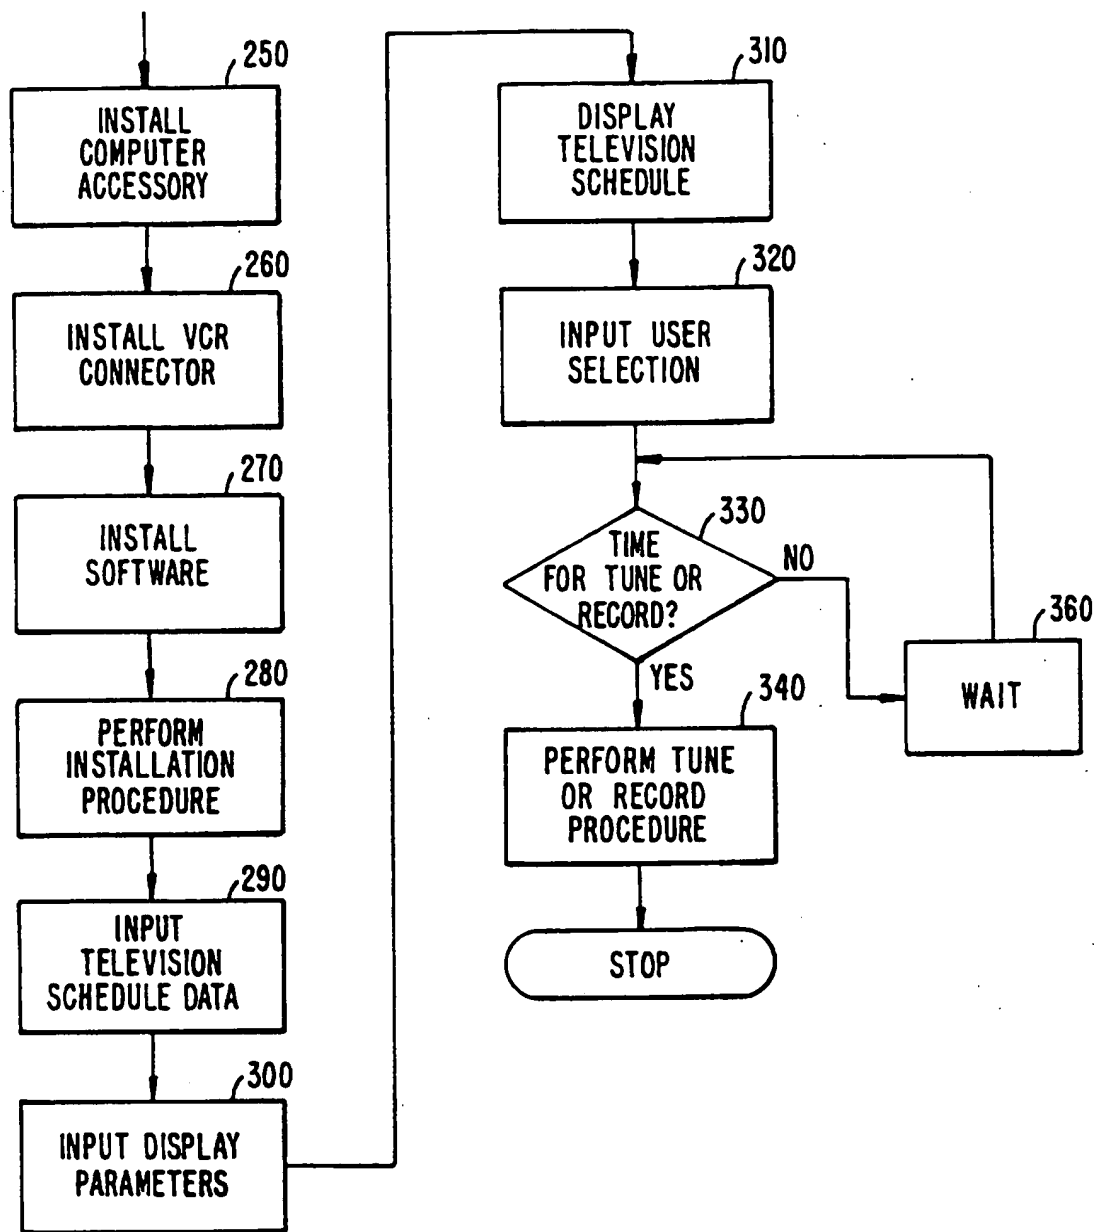 250
INSTALL
COMPUTER
ACCESSORY
260
INSTALL VCR
CONNECTOR
270
INSTALL
SOFTWARE
280
PERFORM
INSTALLATION
PROCEDURE
290
INPUT
TELEVISION
SCHEDULE DATA
300
INPUT DISPLAY
PARAMETERS
310
DISPLAY
TELEVISION
SCHEDULE
320
INPUT USER
SELECTION
330
TIME
FOR TUNE OR
RECORD?
NO
YES
360
WAIT
340
PERFORM TUNE
OR RECORD
PROCEDURE
STOP